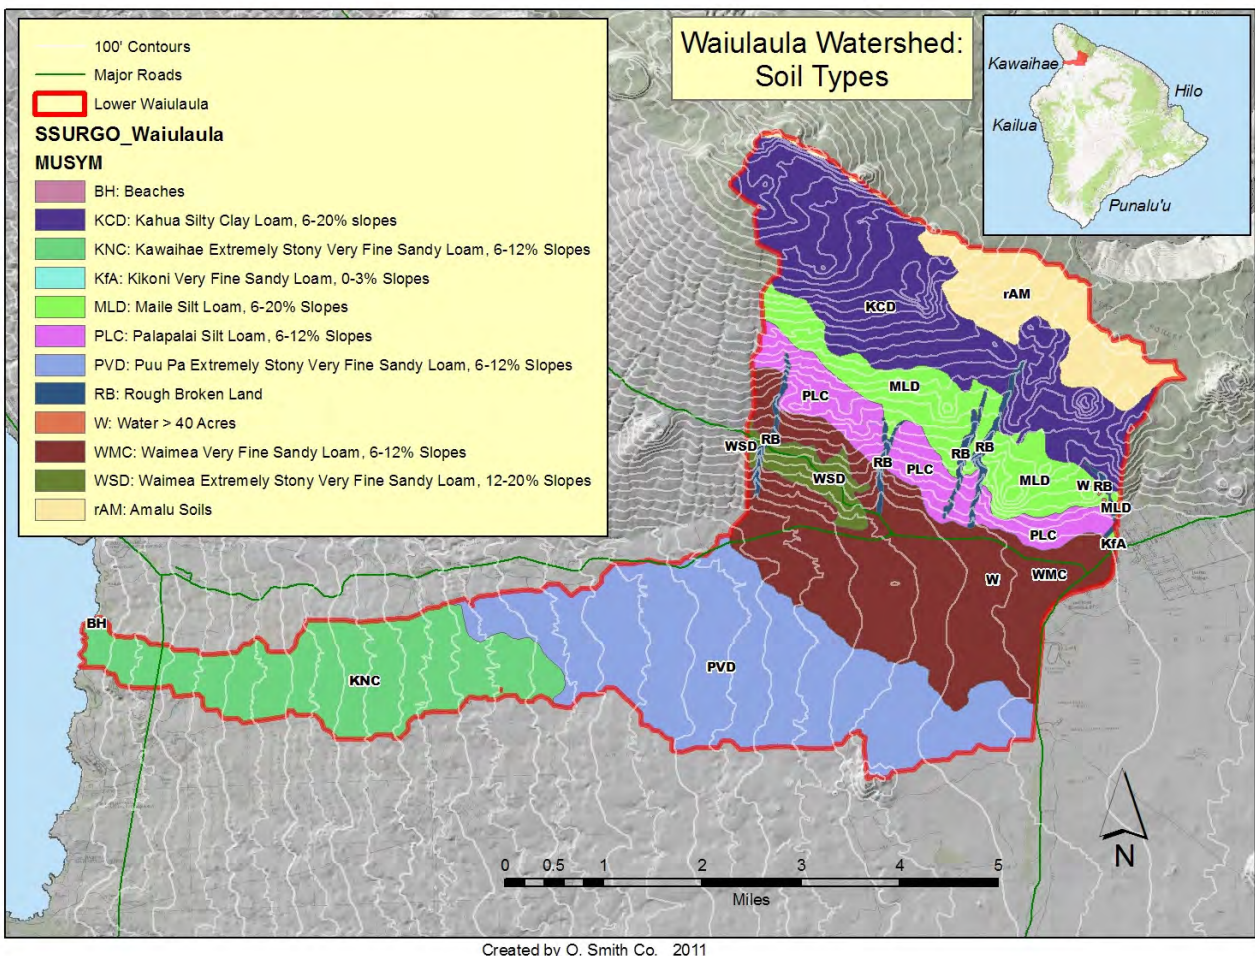 Waiulaula Watershed:
Soil Types
100' Contours
Major Roads
Lower Waiulaula
SSURGO_Waiulaula
MUSYM
BH: Beaches
KCD: Kahua Silty Clay Loam, 6-20% slopes
KNC: Kawaihae Extremely Stony Very Fine Sandy Loam, 6-12% Slopes
KfA: Kikoni Very Fine Sandy Loam, 0-3% Slopes
MLD: Maile Silt Loam, 6-20% Slopes
PLC: Palapalai Silt Loam, 6-12% Slopes
PVD: Puu Pa Extremely Stony Very Fine Sandy Loam, 6-12% Slopes
RB: Rough Broken Land
W: Water > 40 Acres
WMC: Waimea Very Fine Sandy Loam, 6-12% Slopes
WSD: Waimea Extremely Stony Very Fine Sandy Loam, 12-20% Slopes
rAM: Amalu Soils
Kawaihae
Hilo
Kailua
Punalu'u
rAM
KCD
MLD
PLC
WSD
RB
RB
PLC
RB
RB
WSD
MLD
W RB
MLD
PLC
KfA
W
WMC
BH
KNC
PVD
0 0.5 1 2 3 4 5
Miles
N
Created by O. Smith Co. 2011